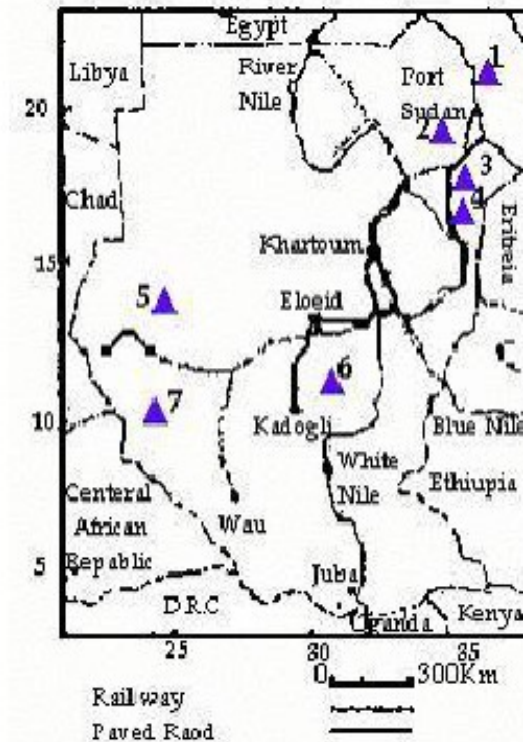 Egypt
Libya
River
Nile
Port
Sudan
1
20
2
3
Chad
4
Khartoum
Eribeia
15
5
Eloeid
6
7
10
Kadogli
Blue Nile
White
Nile
Centeral
African
Republic
Wau
Ethiupia
5
Juba
D.R.C
Uganda
Kenya
25
30
35
0
300Km
Railway
Paved Raod